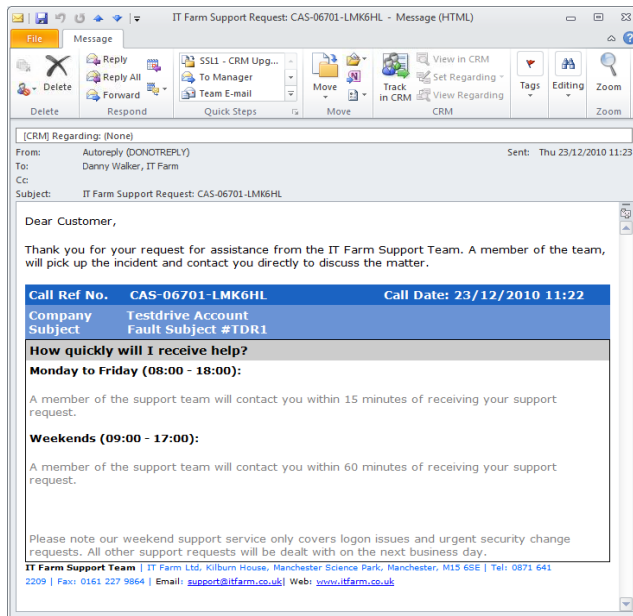 IT Farm Support Request: CAS-06701-LMK6HL - Message (HTML)
File Message
Delete
Reply
Reply All
Forward
SSL1 - CRM Upg...
To Manager
Team E-mail
Move
Track in CRM
View in CRM
Set Regarding
View Regarding
Tags
Editing
Zoom
Delete Respond Quick Steps Move CRM Zoom
[CRM] Regarding: (None)
From: Autoreply (DONOTREPLY) Sent: Thu 23/12/2010 11:23
To: Danny Walker, IT Farm
Cc:
Subject: IT Farm Support Request: CAS-06701-LMK6HL
Dear Customer,
Thank you for your request for assistance from the IT Farm Support Team. A member of the team,
will pick up the incident and contact you directly to discuss the matter.
Call Ref No. CAS-06701-LMK6HL Call Date: 23/12/2010 11:22
Company Testdrive Account
Subject Fault Subject #TDR1
How quickly will I receive help?
Monday to Friday (08:00 - 18:00):
A member of the support team will contact you within 15 minutes of receiving your support
request.
Weekends (09:00 - 17:00):
A member of the support team will contact you within 60 minutes of receiving your support
request.
Please note our weekend support service only covers logon issues and urgent security change
requests. All other support requests will be dealt with on the next business day.
IT Farm Support Team | IT Farm Ltd, Kilburn House, Manchester Science Park, Manchester, M15 6SE | Tel: 0871 641
2209 | Fax: 0161 227 9864 | Email: support@itfarm.co.uk| Web: www.itfarm.co.uk